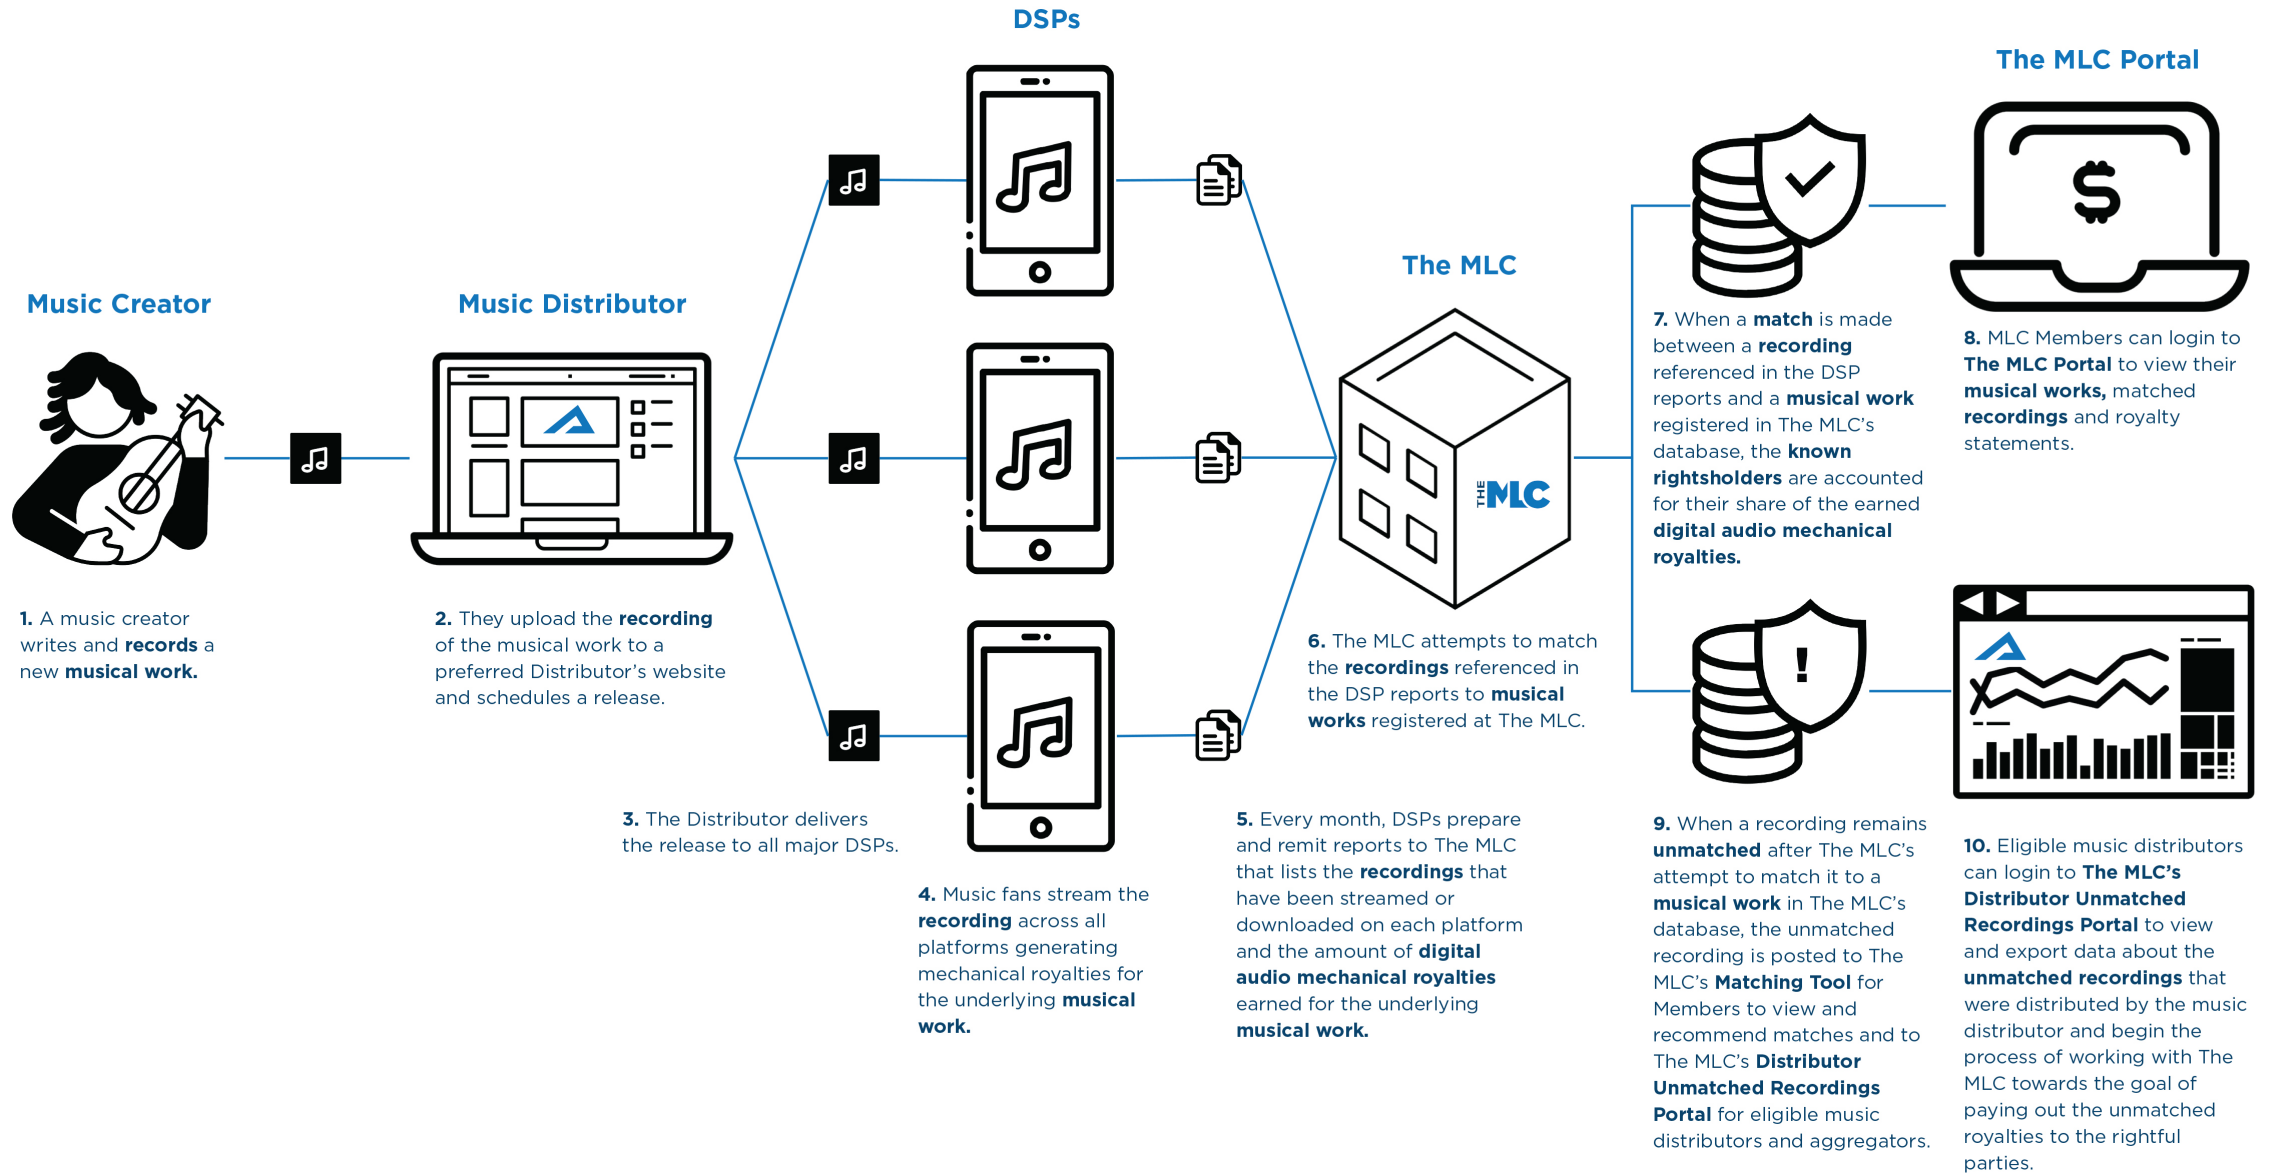 DSPs
The MLC Portal
The MLC
Music Creator
Music Distributor
THE MLC
1. A music creator
writes and records a
new musical work.
2. They upload the recording
of the musical work to a
preferred Distributor's website
and schedules a release.
3. The Distributor delivers
the release to all major DSPs.
4. Music fans stream the
recording across all
platforms generating
mechanical royalties for
the underlying musical
work.
5. Every month, DSPs prepare
and remit reports to The MLC
that lists the recordings that
have been streamed or
downloaded on each platform
and the amount of digital
audio mechanical royalties
earned for the underlying
musical work.
6. The MLC attempts to match
the recordings referenced in
the DSP reports to musical
works registered at The MLC.
7. When a match is made
between a recording
referenced in the DSP
reports and a musical work
registered in The MLC's
database, the known
rightsholders are accounted
for their share of the earned
digital audio mechanical
royalties.
8. MLC Members can login to
The MLC Portal to view their
musical works, matched
recordings and royalty
statements.
9. When a recording remains
unmatched after The MLC's
attempt to match it to a
musical work in The MLC's
database, the unmatched
recording is posted to The
MLC's Matching Tool for
Members to view and
recommend matches and to
The MLC's Distributor
Unmatched Recordings
Portal for eligible music
distributors and aggregators.
10. Eligible music distributors
can login to The MLC's
Distributor Unmatched
Recordings Portal to view
and export data about the
unmatched recordings that
were distributed by the music
distributor and begin the
process of working with The
MLC towards the goal of
paying out the unmatched
royalties to the rightful
parties.